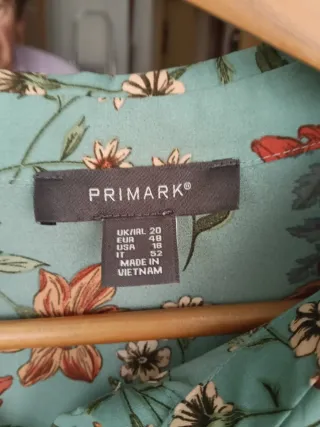 PRIMARK®
UK/IRL 20
EUR 48
USA 16
IT 52
MADE IN
VIETNAM